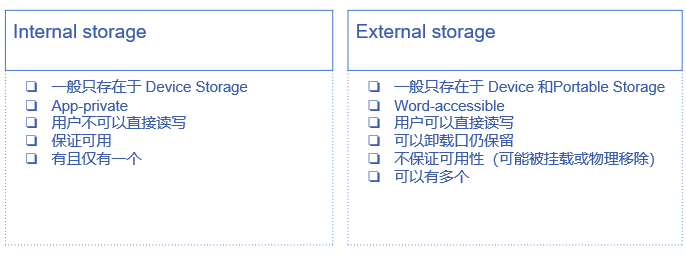 Internal storage
一般只存在于 Device Storage
App-private
用户不可以直接读写
保证可用
有且仅有一个
External storage
一般只存在于 Device 和Portable Storage
Word-accessible
用户可以直接读写
可以卸载口仍保留
不保证可用性（可能被挂载或物理移除）
可以有多个